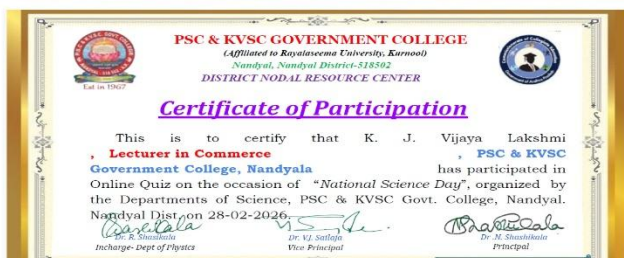 PSC & KVSC GOVERNMENT COLLEGE
(Affiliated to Rayalaseema University, Kurnool)
Nandyal, Nandyal District-518502
DISTRICT NODAL RESOURCE CENTER
Est in 1967
Certificate of Participation
This is to certify that K. J. Vijaya Lakshmi
, Lecturer in Commerce , PSC & KVSC
Government College, Nandyala has participated in
Online Quiz on the occasion of “National Science Day”, organized by
the Departments of Science, PSC & KVSC Govt. College, Nandyal.
Nandyal Dist, on 28-02-2026.
Dr. R. Shasikala Dr. V.J. Sailaja Dr .N. Shashikala
Incharge- Dept of Physics Vice-Principal Principal